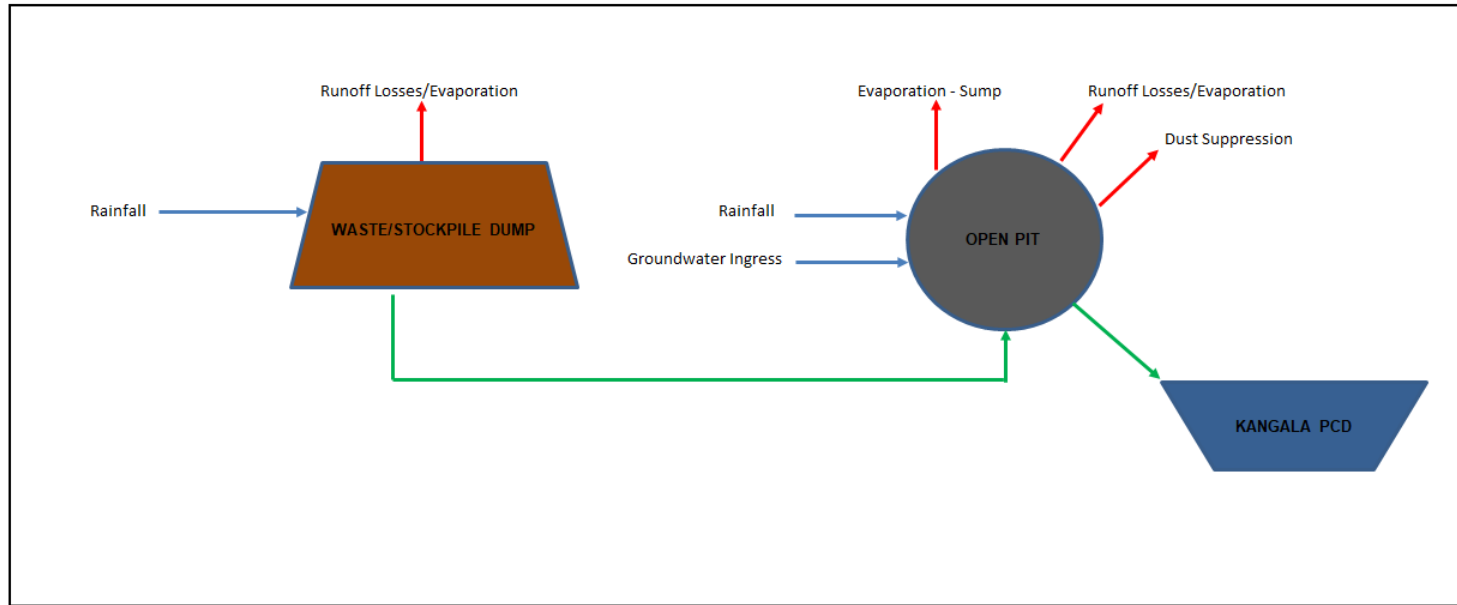 Runoff Losses/Evaporation
Evaporation - Sump
Runoff Losses/Evaporation
Dust Suppression
Rainfall
WASTE/STOCKPILE DUMP
Rainfall
OPEN PIT
Groundwater Ingress
KANGALA PCD